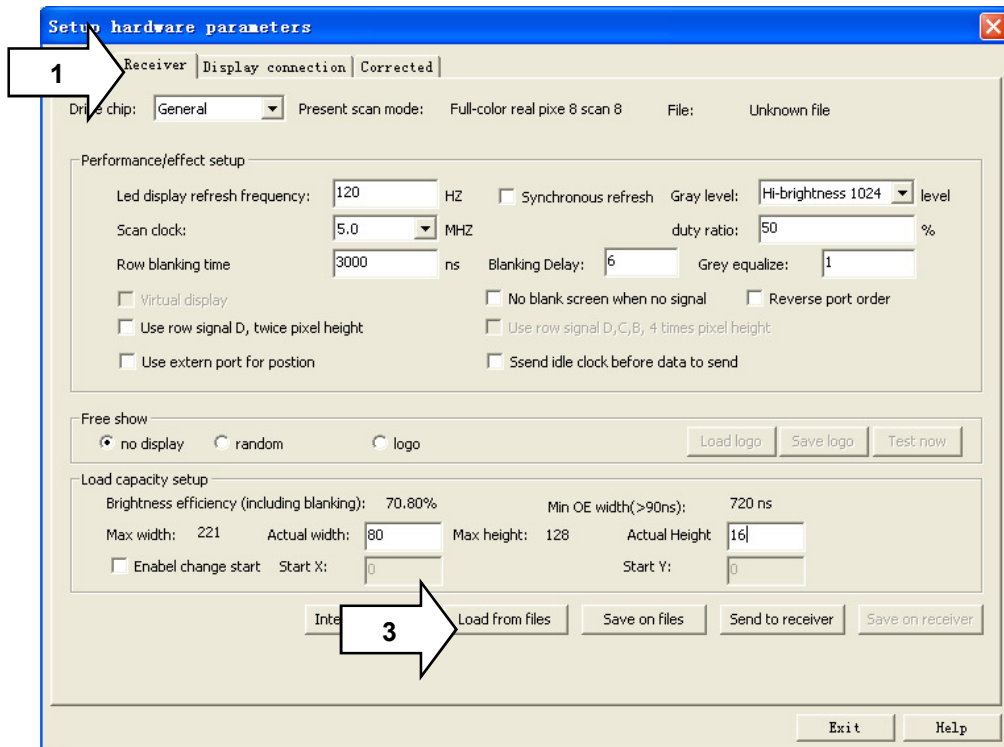 Setup hardware parameters
1
Receiver Display connection Corrected
Drive chip: General Present scan mode: Full-color real pixe 8 scan 8 File: Unknown file
Performance/effect setup
Led display refresh frequency: 120 HZ Synchronous refresh Gray level: Hi-brightness 1024 level
Scan clock: 5.0 MHZ duty ratio: 50 %
Row blanking time 3000 ns Blanking Delay: 6 Grey equalize: 1
Virtual display No blank screen when no signal Reverse port order
Use row signal D, twice pixel height Use row signal D,C,B, 4 times pixel height
Use extern port for postion Ssend idle clock before data to send
Free show
no display random logo Load logo Save logo Test now
Load capacity setup
Brightness efficiency (including blanking): 70.80% Min OE width(>90ns): 720 ns
Max width: 221 Actual width: 80 Max height: 128 Actual Height 16
Enabel change start Start X: 0 Start Y: 0
3 Load from files Save on files Send to receiver Save on receiver
Exit Help